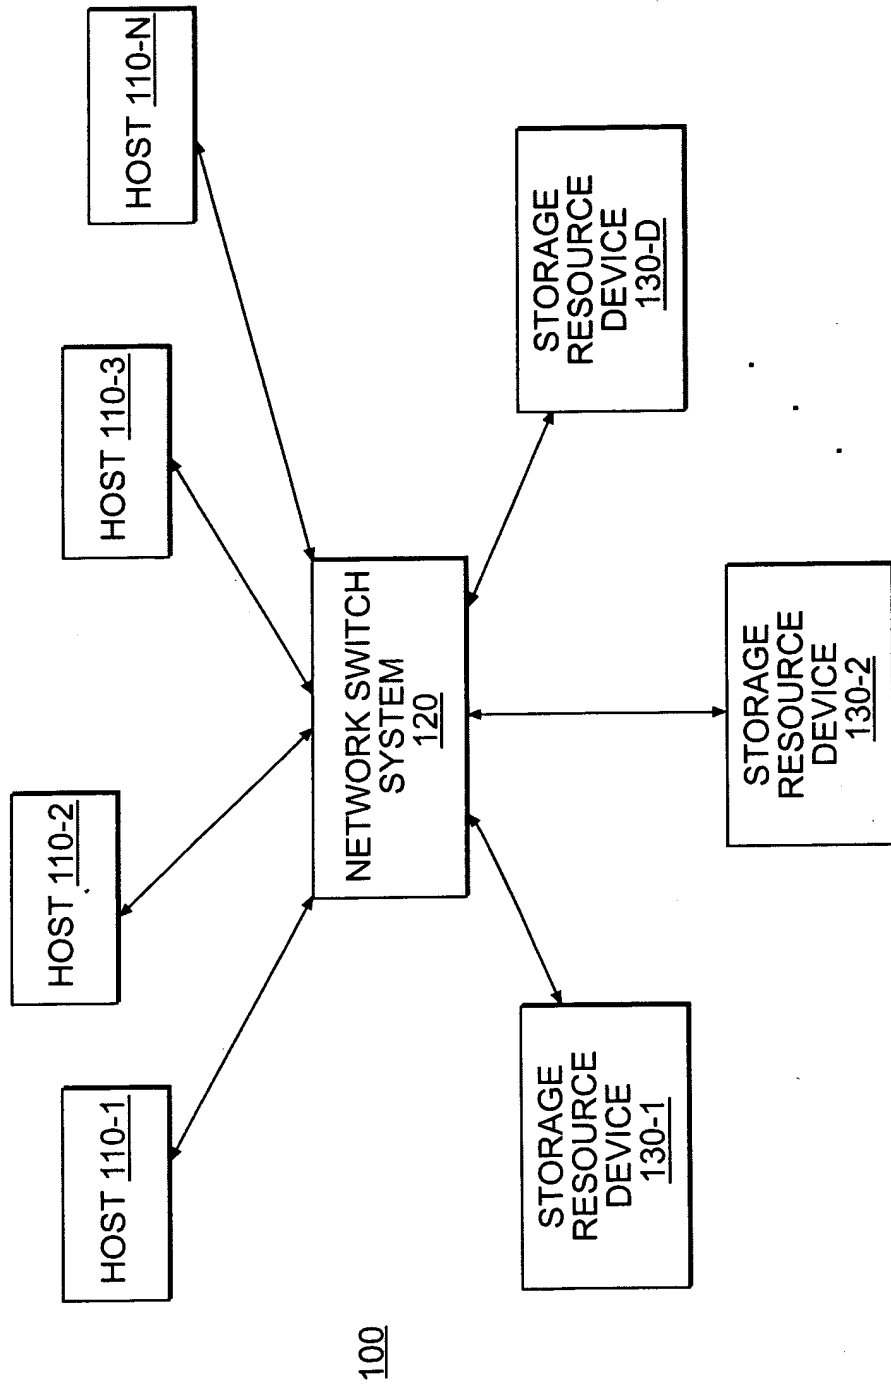 HOST 110-1
HOST 110-2
HOST 110-3
HOST 110-N
100
NETWORK SWITCH
SYSTEM
120
STORAGE
RESOURCE
DEVICE
130-1
STORAGE
RESOURCE
DEVICE
130-2
STORAGE
RESOURCE
DEVICE
130-D